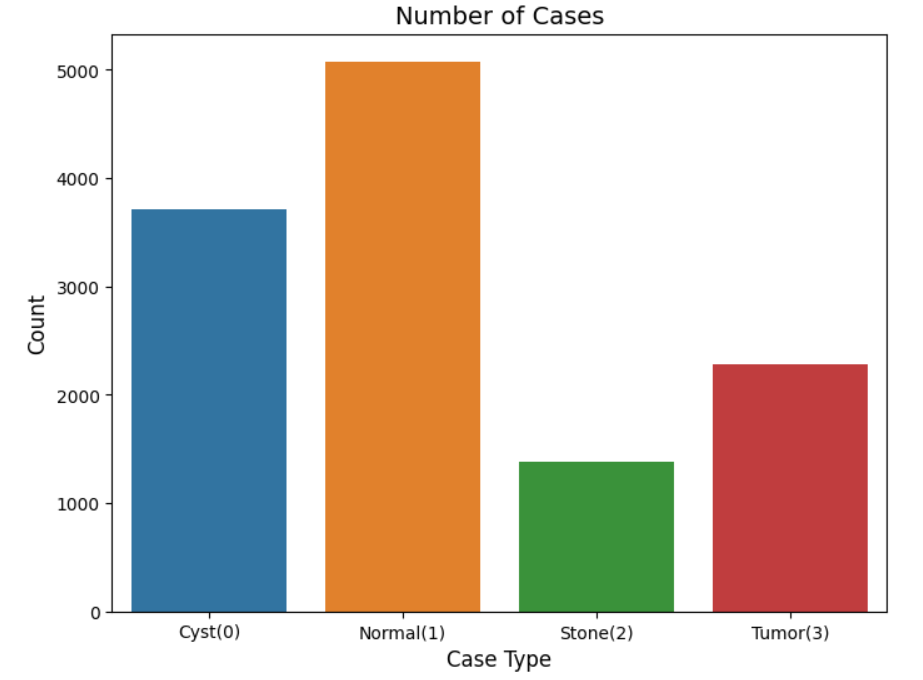 Number of Cases
5000
4000
3000
2000
1000
0
Count
Cyst(0)
Normal(1)
Stone(2)
Tumor(3)
Case Type